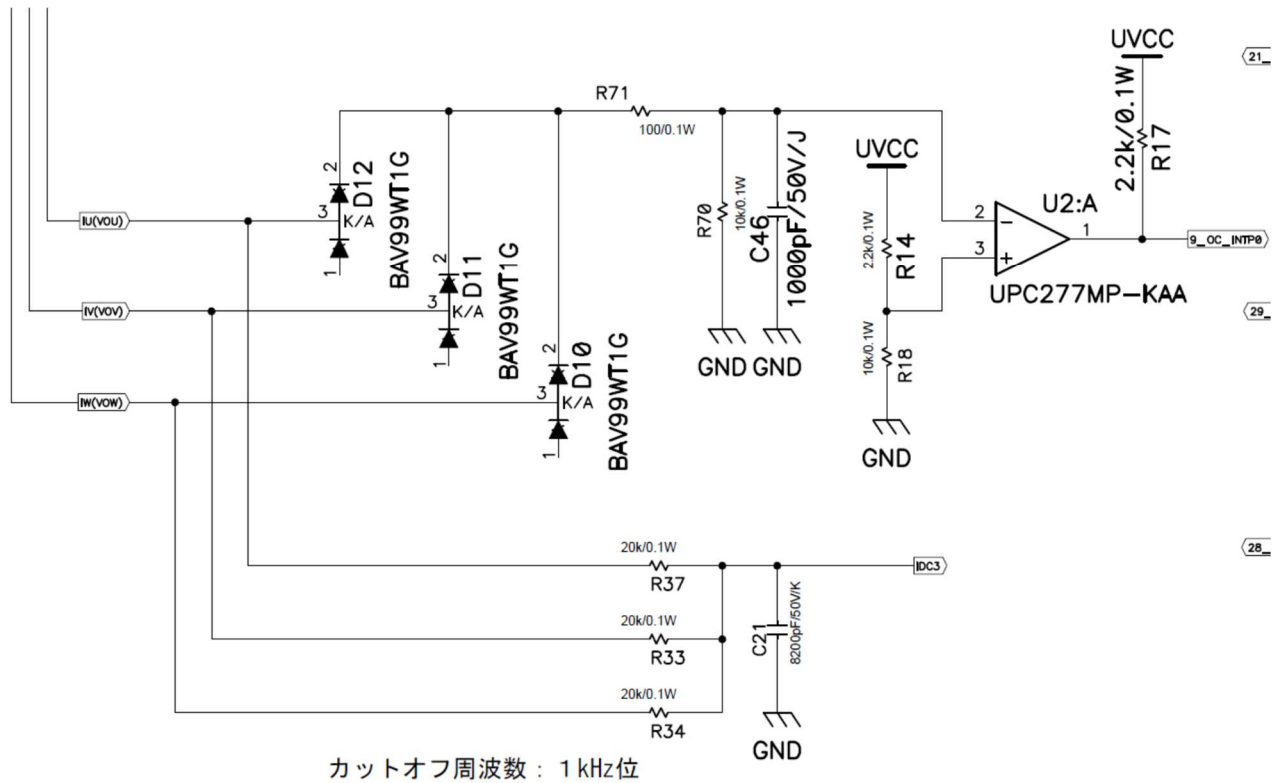 UVCC
21_
R71
100/0.1W
2.2k/0.1W
R17
2
D12
3
K/A
1
BAV99WT1G
IU(VOU)
UVCC
R70
10k/0.1W
C46
1000pF/50V/J
2.2k/0.1W
R14
U2:A
2
3
1
9_OC_INTP0
UPC277MP-KAA
2
D11
3
K/A
1
BAV99WT1G
IV(VOV)
29_
GND
GND
10k/0.1W
R18
GND
2
D10
3
K/A
1
BAV99WT1G
IW(VOW)
28_
20k/0.1W
R37
IDC3
20k/0.1W
R33
C21
8200pF/50V/K
20k/0.1W
R34
GND
カットオフ周波数：１kHz位